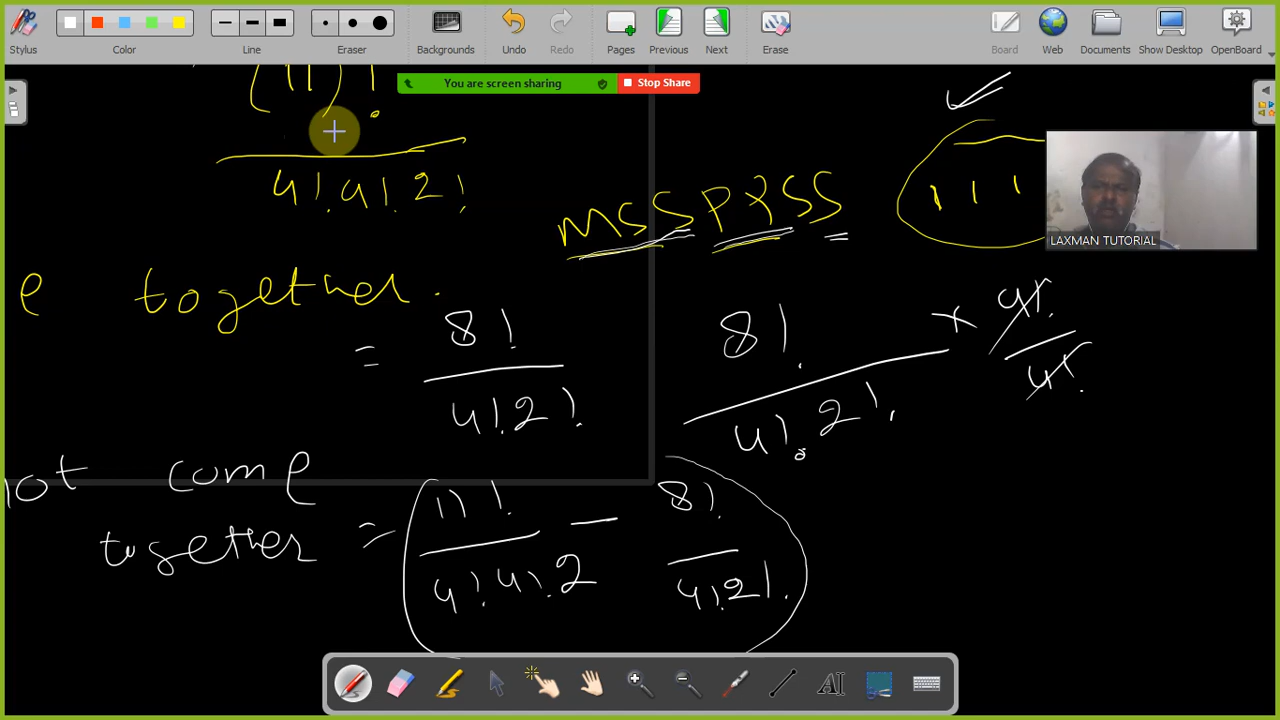 Stylus Color Line Eraser Backgrounds Undo Redo Pages Previous Next Erase Board Web Documents Show Desktop OpenBoard
You are screen sharing Stop Share
(11)!
4!.4!.2!
MSSPPSS
LAXMAN TUTORIAL
e together.
= 8!
4!.2!
8! × 4!
4!.2! 4!
not come
together = 11! - 8!
4!.4!.2 4!.2!